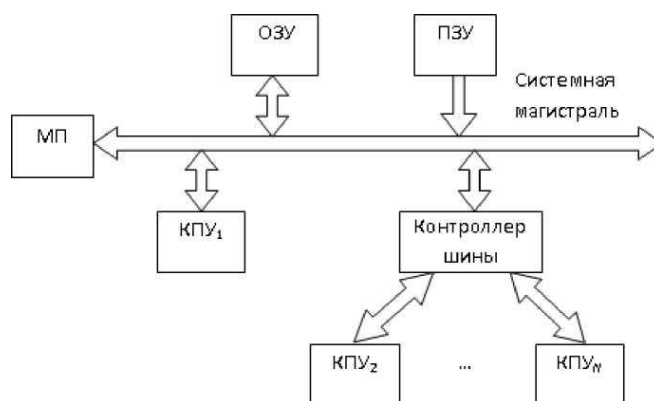 ОЗУ
ПЗУ
Системная
магистраль
МП
КПУ₁
Контроллер
шины
КПУ₂
...
КПУ_N